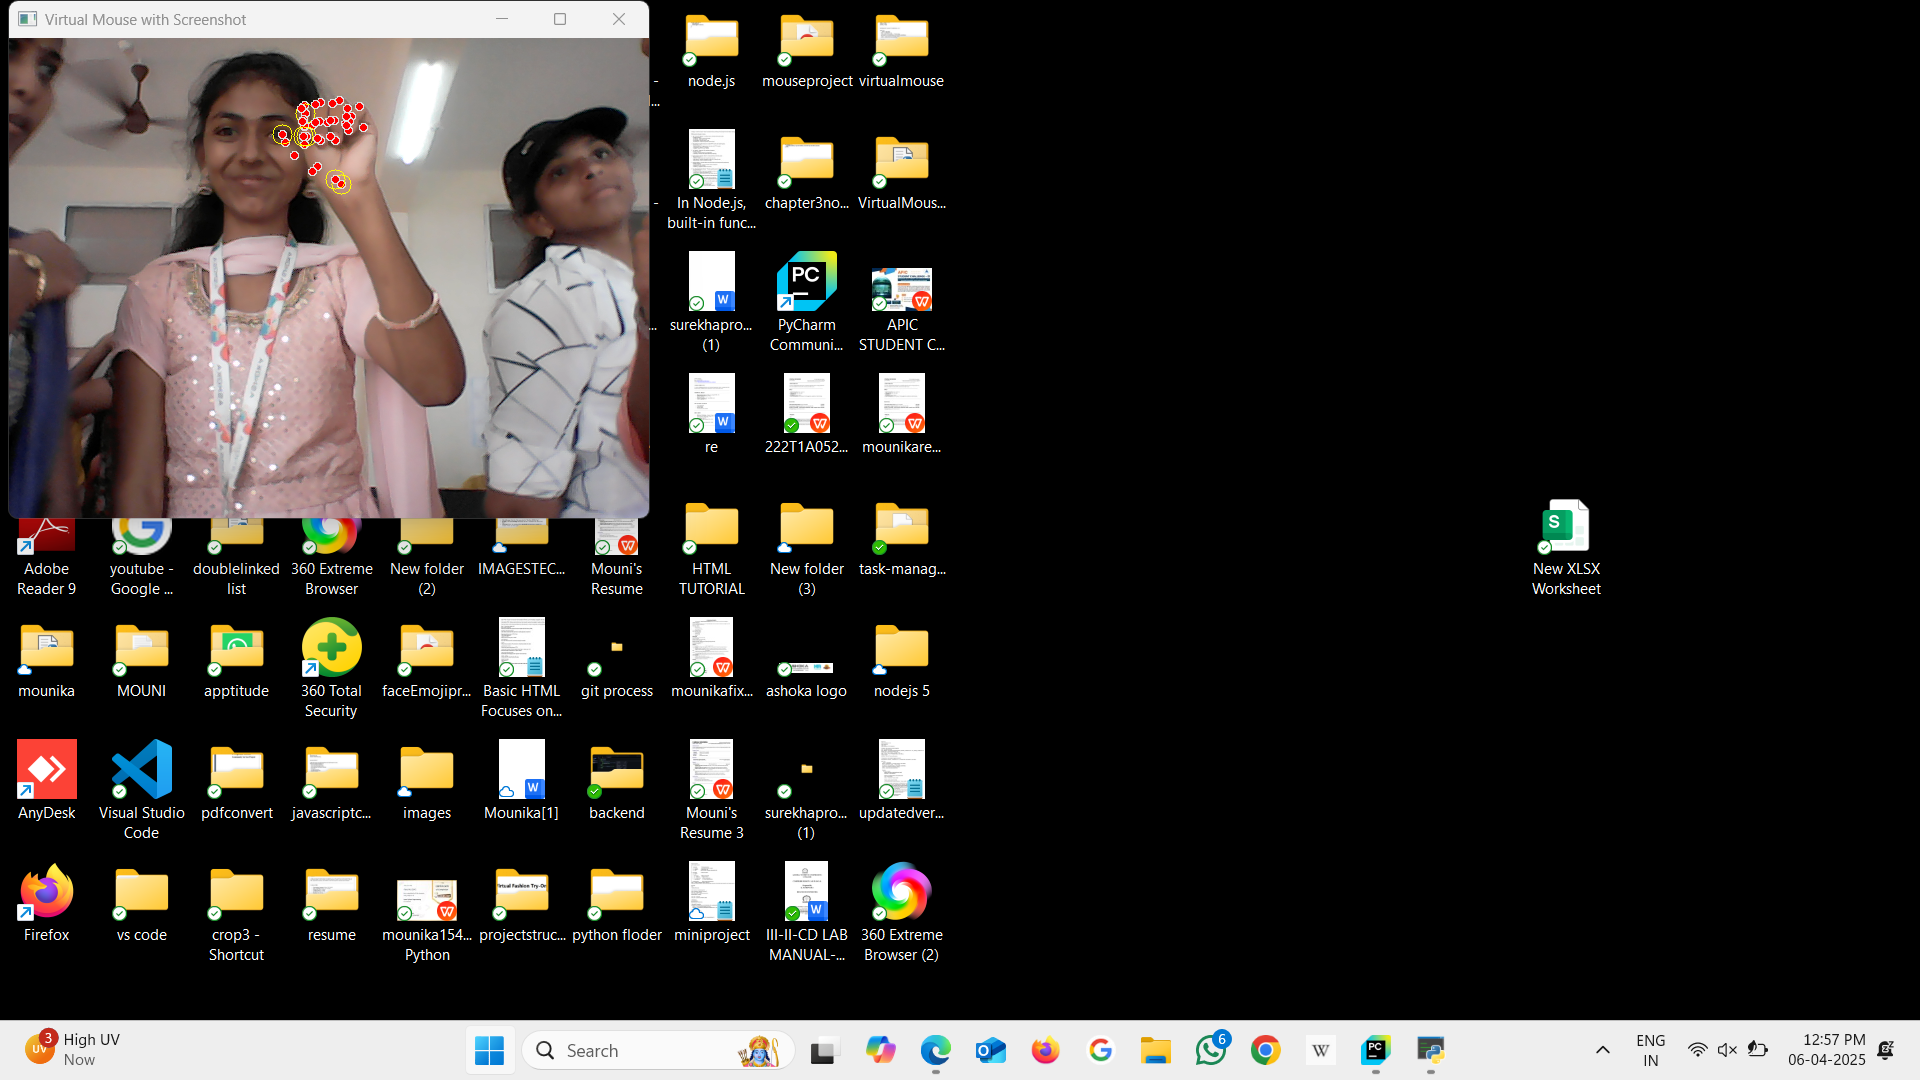 Virtual Mouse with Screenshot
node.js
mouseproject
virtualmouse
In Node.js,
built-in func...
chapter3no...
VirtualMous...
surekhapro...
(1)
PyCharm
Communi...
APIC
STUDENT C...
re
222T1A052...
mounikare...
Adobe
Reader 9
youtube -
Google ...
doublelinked
list
360 Extreme
Browser
New folder
(2)
IMAGESTEC...
Mouni's
Resume
HTML
TUTORIAL
New folder
(3)
task-manag...
New XLSX
Worksheet
mounika
MOUNI
apptitude
360 Total
Security
faceEmojipr...
Basic HTML
Focuses on...
git process
mounikafix...
ashoka logo
nodejs 5
AnyDesk
Visual Studio
Code
pdfconvert
javascriptc...
images
Mounika[1]
backend
Mouni's
Resume 3
surekhapro...
(1)
updatedver...
Firefox
vs code
crop3 -
Shortcut
resume
mounika154...
Python
projectstruc...
python floder
miniproject
III-II-CD LAB
MANUAL-...
360 Extreme
Browser (2)
High UV
Now
3
UV
Search
6
ENG
IN
12:57 PM
06-04-2025